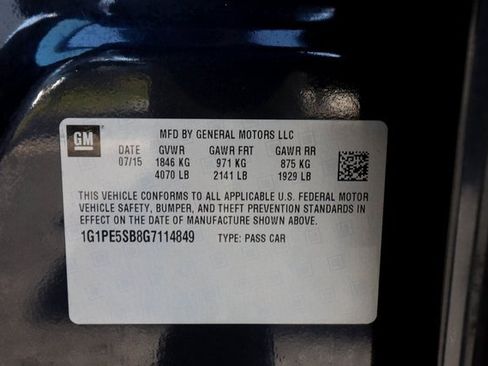 GM
MFD BY GENERAL MOTORS LLC
DATE GVWR GAWR FRT GAWR RR
07/15 1846 KG 971 KG 875 KG
4070 LB 2141 LB 1929 LB
THIS VEHICLE CONFORMS TO ALL APPLICABLE U.S. FEDERAL MOTOR
VEHICLE SAFETY, BUMPER, AND THEFT PREVENTION STANDARDS IN
EFFECT ON THE DATE OF MANUFACTURE SHOWN ABOVE.
1G1PE5SB8G7114849 TYPE: PASS CAR